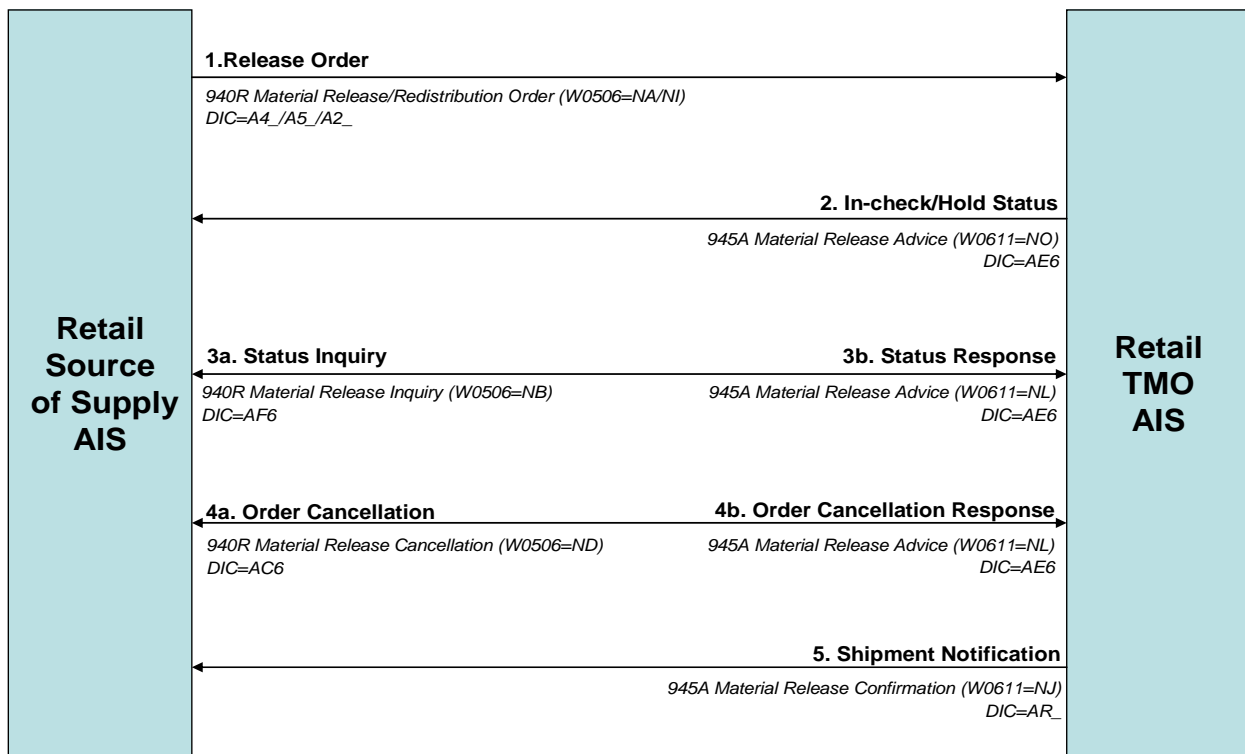 1.Release Order
940R Material Release/Redistribution Order (W0506=NA/NI)
DIC=A4_/A5_/A2_
2. In-check/Hold Status
945A Material Release Advice (W0611=NO)
DIC=AE6
Retail
Source
of Supply
AIS
3a. Status Inquiry
940R Material Release Inquiry (W0506=NB)
DIC=AF6
3b. Status Response
945A Material Release Advice (W0611=NL)
DIC=AE6
Retail
TMO
AIS
4a. Order Cancellation
940R Material Release Cancellation (W0506=ND)
DIC=AC6
4b. Order Cancellation Response
945A Material Release Advice (W0611=NL)
DIC=AE6
5. Shipment Notification
945A Material Release Confirmation (W0611=NJ)
DIC=AR_